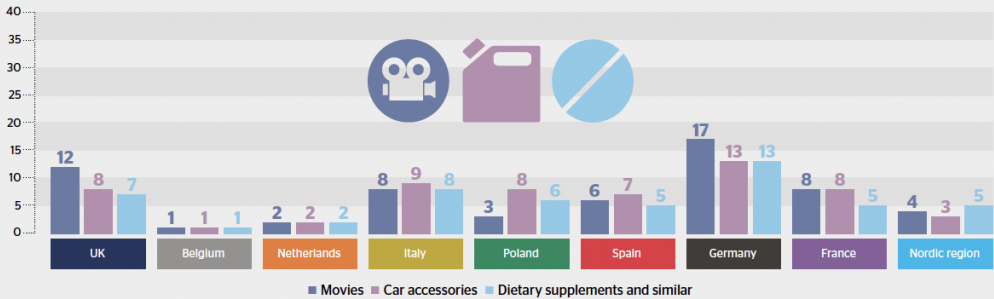 40
35
30
25
20
15
10
5
0
12 8 7
1 1 1
2 2 2
8 9 8
3 8 6
6 7 5
17 13 13
8 8 5
4 3 5
UK Belgium Netherlands Italy Poland Spain Germany France Nordic region
Movies Car accessories Dietary supplements and similar